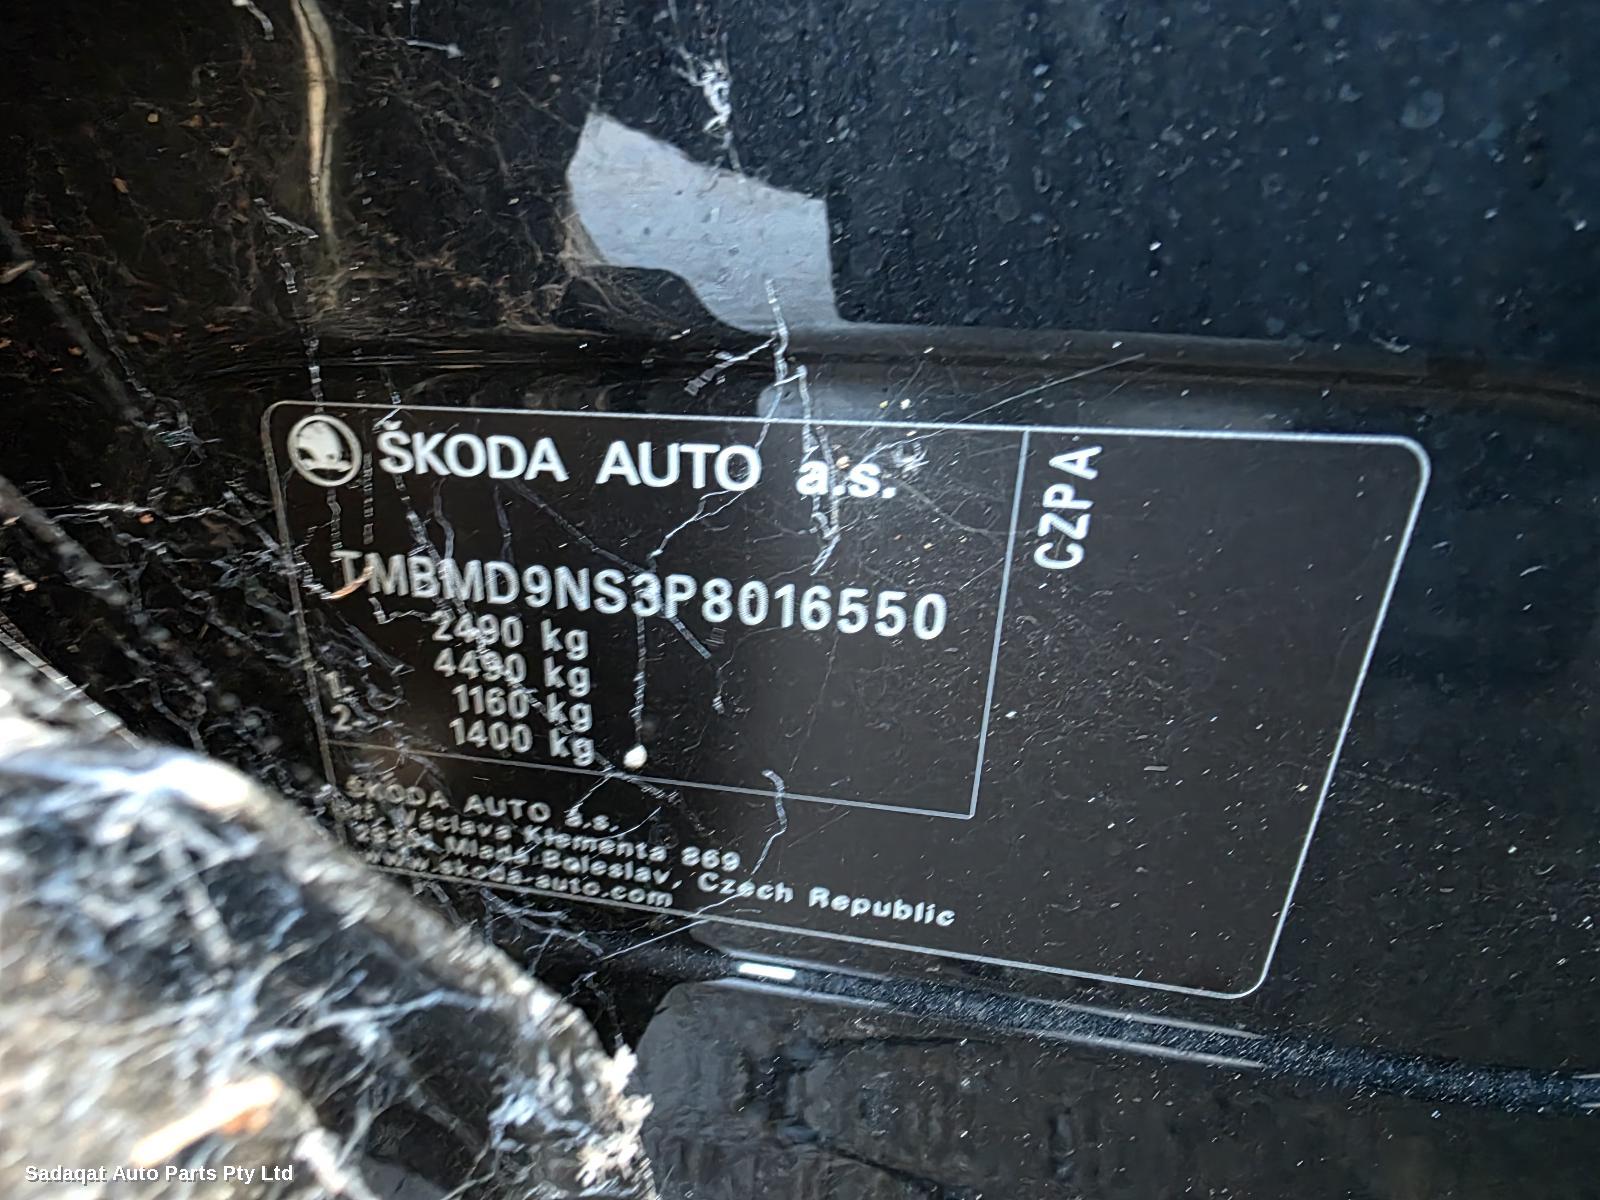 ŠKODA AUTO a.s.
CZPA
TMBMD9NS3P8016550
2490 kg
4490 kg
1. 1160 kg
2. 1400 kg
ŠKODA AUTO a.s.
Václava Klementa 869
Mladá Boleslav, Czech Republic
www.skoda-auto.com
Sadaqat Auto Parts Pty Ltd